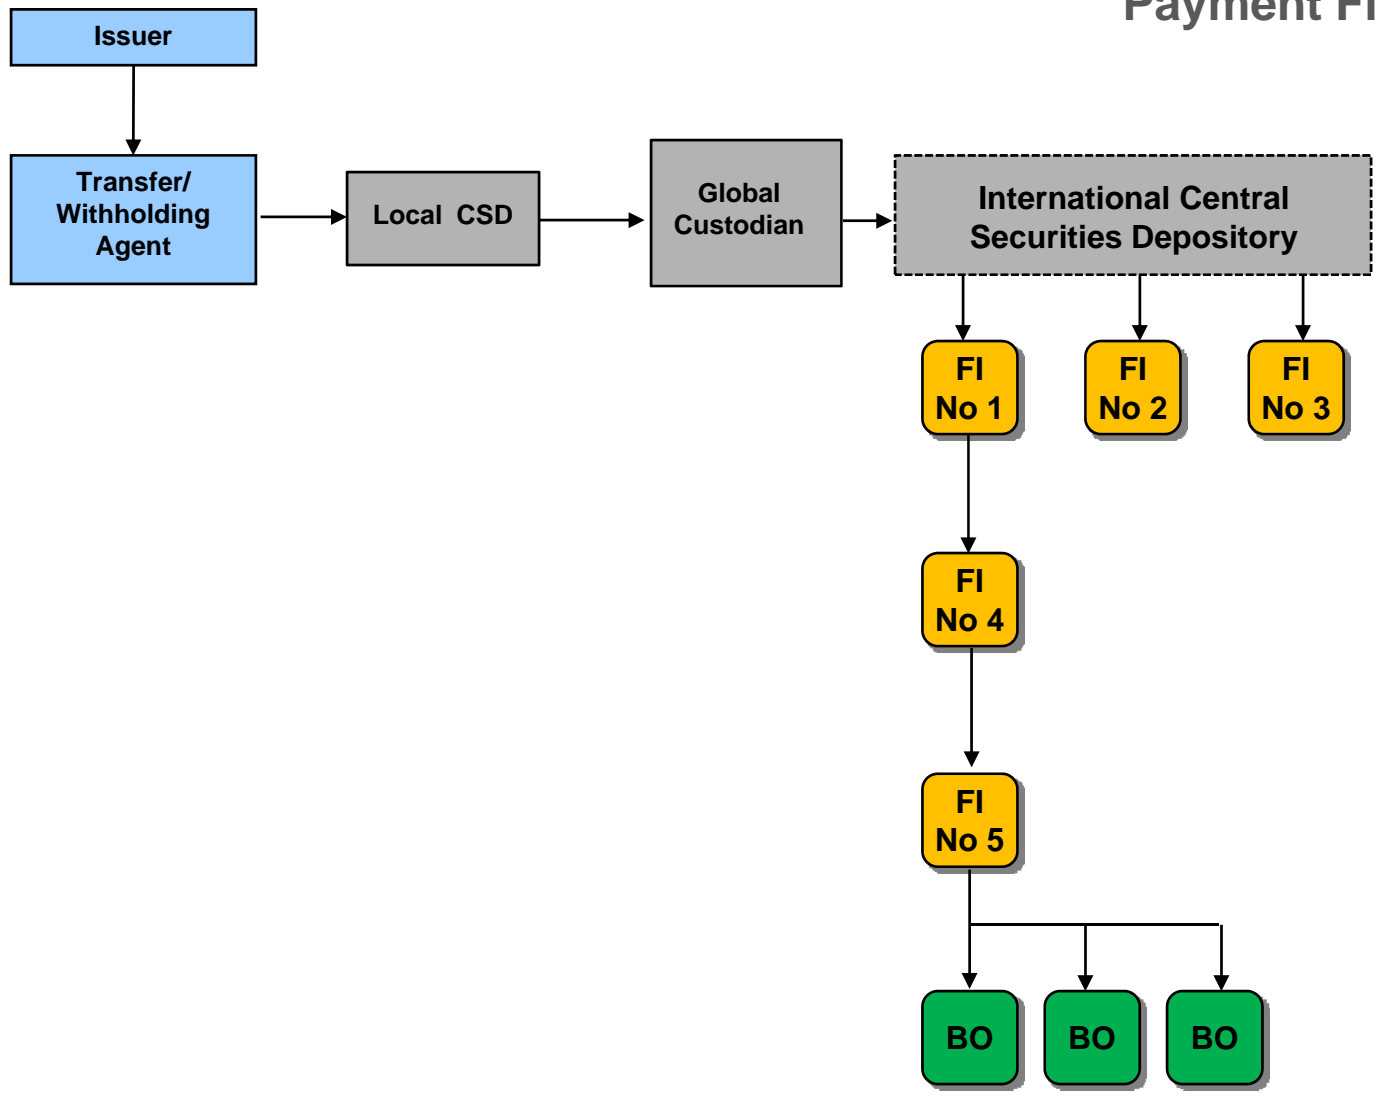 Payment Fl
Issuer
Transfer/
Withholding
Agent
Local CSD
Global
Custodian
International Central
Securities Depository
FI
No 1
FI
No 2
FI
No 3
FI
No 4
FI
No 5
BO
BO
BO